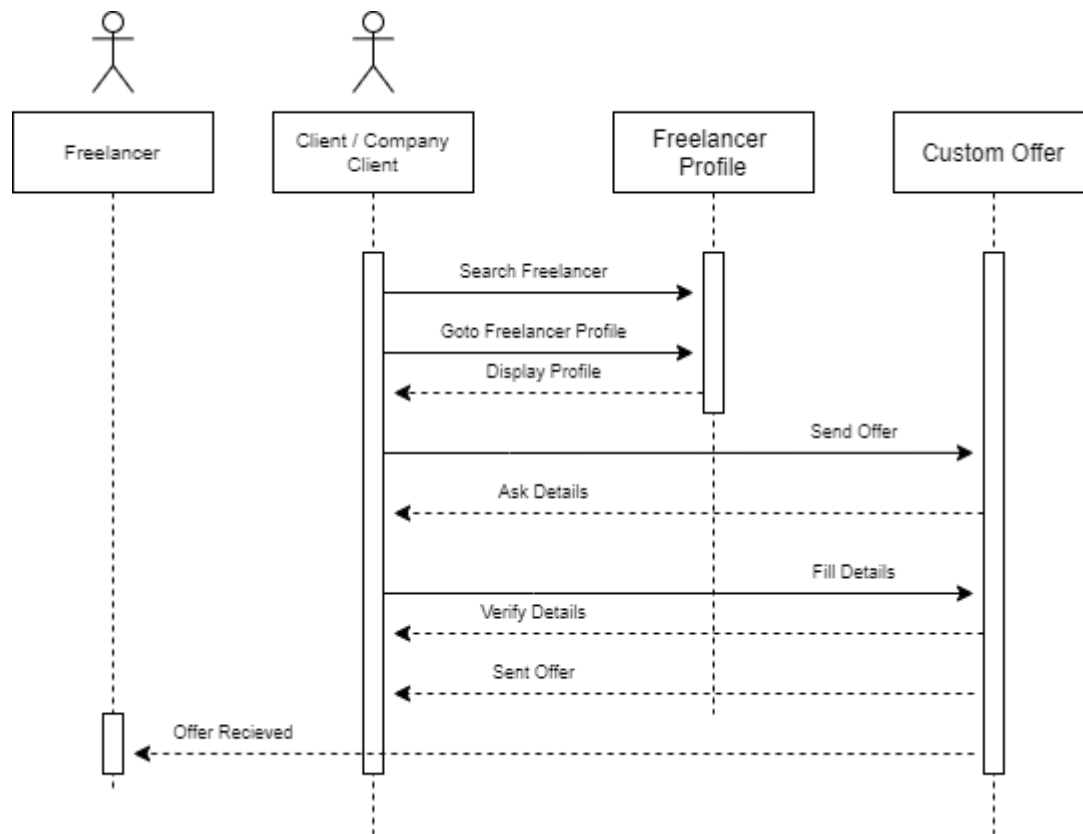 Freelancer
Client / Company
Client
Freelancer
Profile
Custom Offer
Search Freelancer
Goto Freelancer Profile
Display Profile
Send Offer
Ask Details
Fill Details
Verify Details
Sent Offer
Offer Recieved